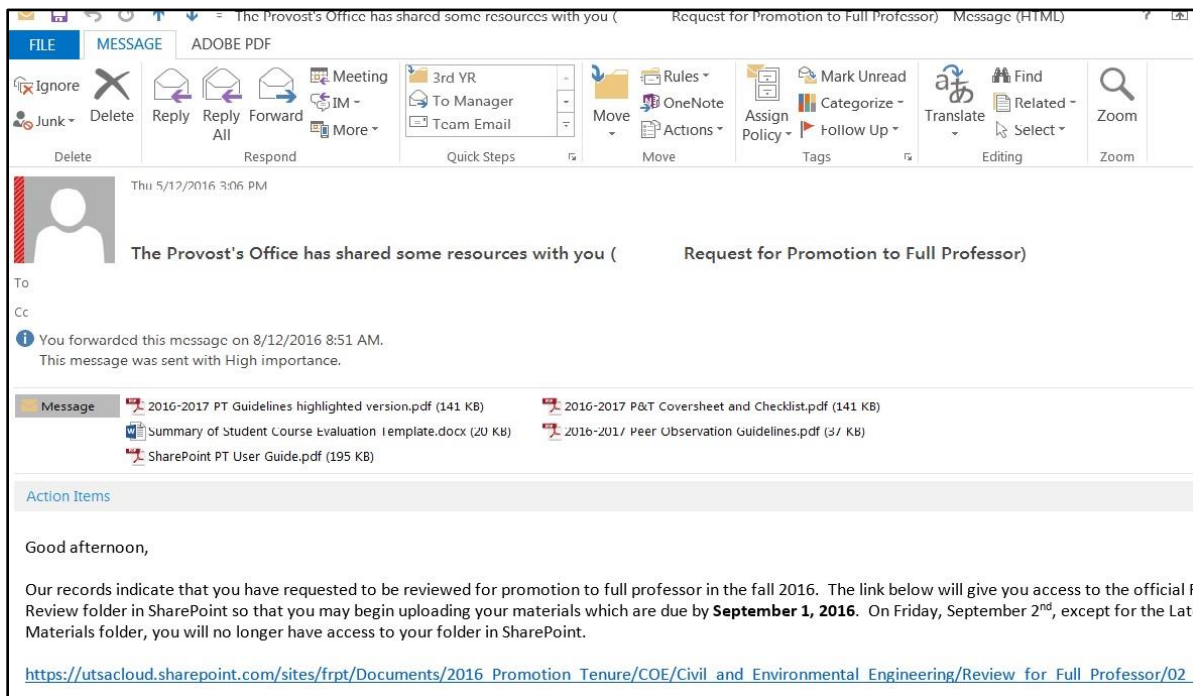 The Provost's Office has shared some resources with you ( Request for Promotion to Full Professor) Message (HTML) ?
FILE MESSAGE ADOBE PDF
Ignore
Junk
Delete
Reply
Reply All
Forward
Meeting
IM
More
3rd YR
To Manager
Team Email
Move
Rules
OneNote
Actions
Assign Policy
Mark Unread
Categorize
Follow Up
Translate
Find
Related
Select
Zoom
Delete Respond Quick Steps Move Tags Editing Zoom
Thu 5/12/2016 3:06 PM
The Provost's Office has shared some resources with you ( Request for Promotion to Full Professor)
To
Cc
You forwarded this message on 8/12/2016 8:51 AM.
This message was sent with High importance.
Message 2016-2017 PT Guidelines highlighted version.pdf (141 KB) 2016-2017 P&T Coversheet and Checklist.pdf (141 KB)
Summary of Student Course Evaluation Template.docx (20 KB) 2016-2017 Peer Observation Guidelines.pdf (37 KB)
SharePoint PT User Guide.pdf (195 KB)
Action Items
Good afternoon,
Our records indicate that you have requested to be reviewed for promotion to full professor in the fall 2016. The link below will give you access to the official
Review folder in SharePoint so that you may begin uploading your materials which are due by September 1, 2016. On Friday, September 2nd, except for the Lat
Materials folder, you will no longer have access to your folder in SharePoint.
https://utsacloud.sharepoint.com/sites/frpt/Documents/2016_Promotion_Tenure/COE/Civil_and_Environmental_Engineering/Review_for_Full_Professor/02_